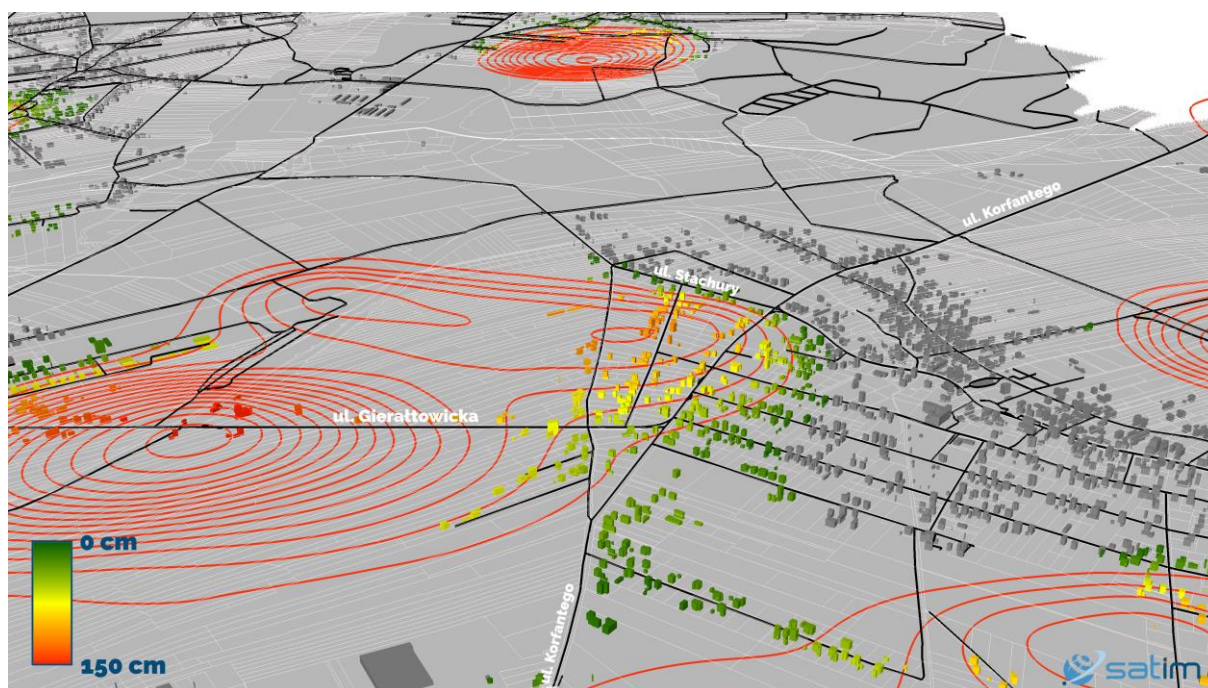 ul. Korfantego
ul. Stachury
ul. Gierałtowicka
0 cm
150 cm
ul. Korfantego
satim